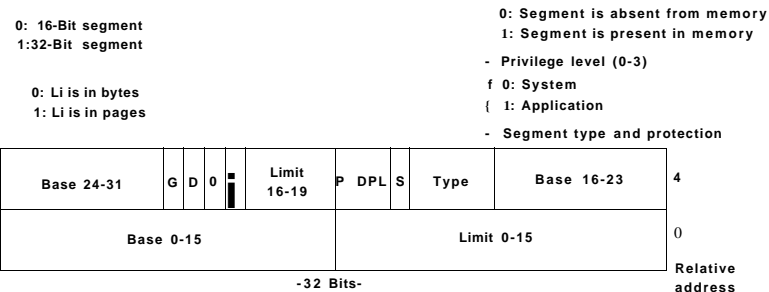 0: 16-Bit segment
1:32-Bit segment
0: Li is in bytes
1: Li is in pages
0: Segment is absent from memory
1: Segment is present in memory
- Privilege level (0-3)
f 0: System
{ 1: Application
- Segment type and protection
Base 24-31 G D 0 Limit 16-19 P DPL S Type Base 16-23 4
Base 0-15 Limit 0-15 0
-32 Bits-
Relative
address